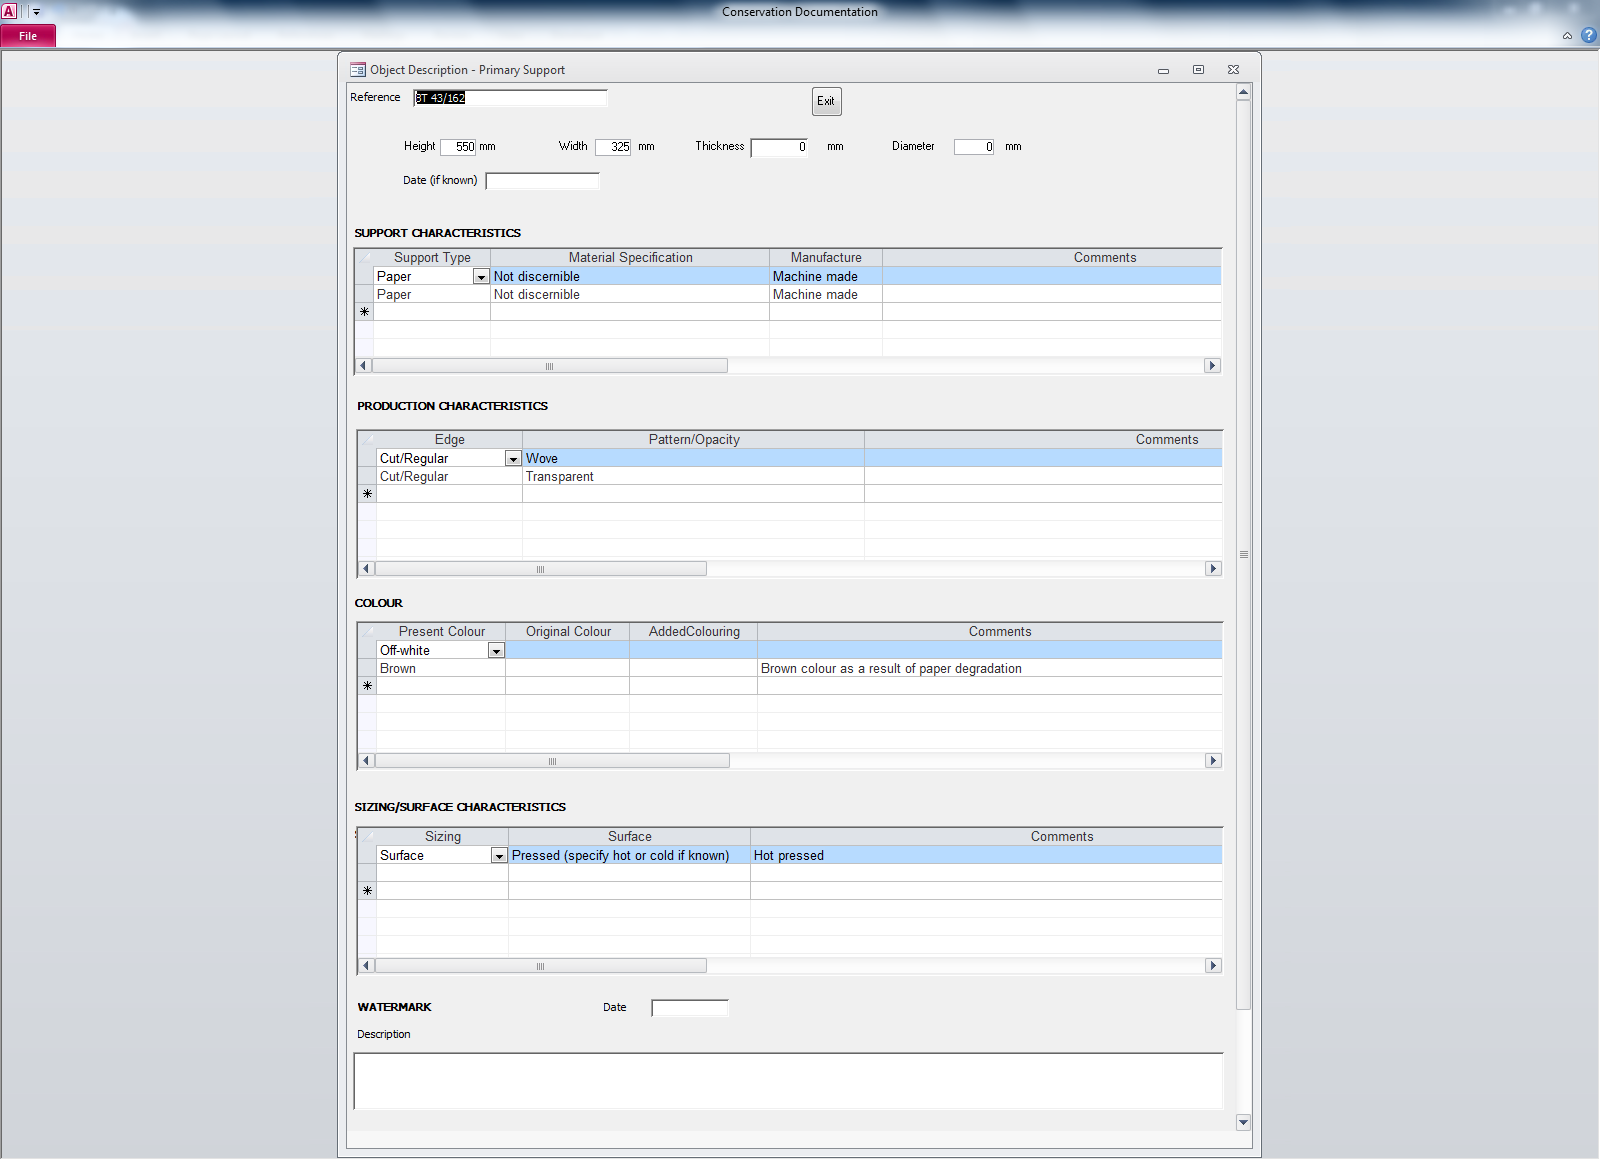 Conservation Documentation
File
Object Description - Primary Support
Reference BT 43/162 Exit
Height 550 mm Width 325 mm Thickness 0 mm Diameter 0 mm
Date (if known)
SUPPORT CHARACTERISTICS
Support Type Material Specification Manufacture Comments
Paper Not discernible Machine made
Paper Not discernible Machine made
PRODUCTION CHARACTERISTICS
Edge Pattern/Opacity Comments
Cut/Regular Wove
Cut/Regular Transparent
COLOUR
Present Colour Original Colour AddedColouring Comments
Off-white
Brown Brown colour as a result of paper degradation
SIZING/SURFACE CHARACTERISTICS
Sizing Surface Comments
Surface Pressed (specify hot or cold if known) Hot pressed
WATERMARK Date
Description